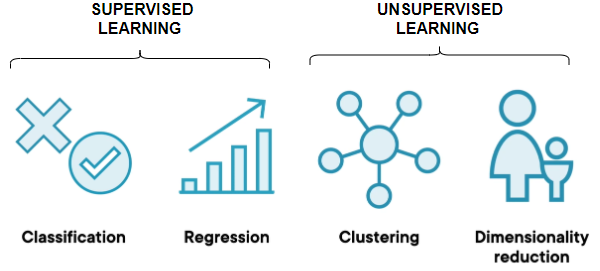 SUPERVISED
LEARNING
UNSUPERVISED
LEARNING
Classification
Regression
Clustering
Dimensionality
reduction